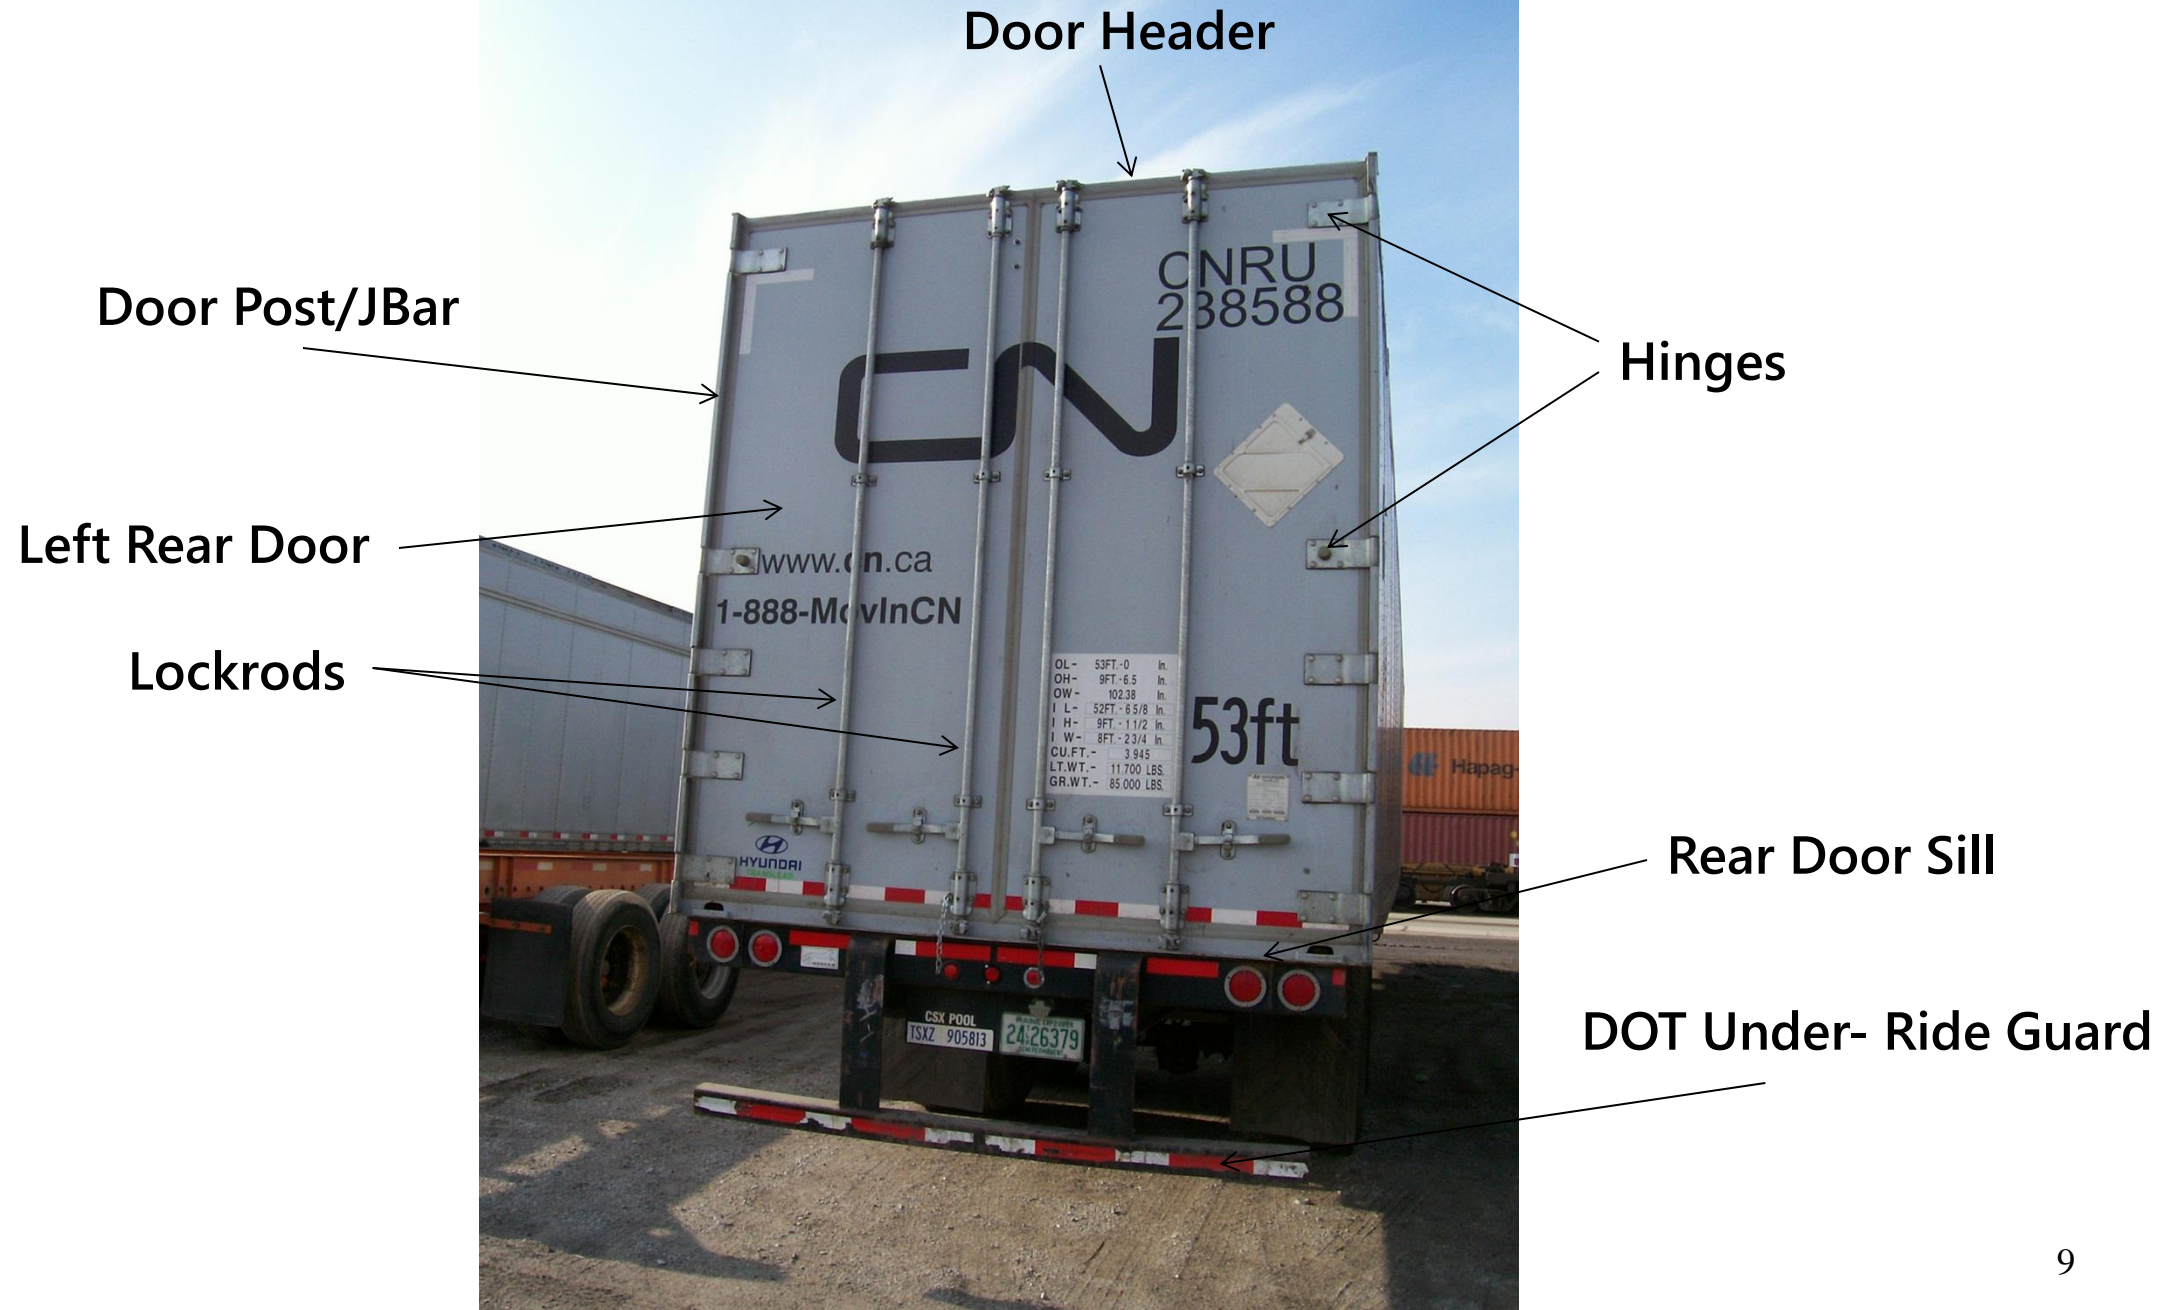 Door Header
Door Post/JBar
Left Rear Door
Lockrods
Hinges
Rear Door Sill
DOT Under- Ride Guard
CNRU
238588
CN
www.cn.ca
1-888-MovInCN
OL- 53FT.-0 In.
OH- 9FT.-6.5 In.
OW- 102.38 In.
I L- 52FT.-6 5/8 In.
I H- 9FT.-1 1/2 In.
I W- 8FT.-2 3/4 In.
CU.FT.- 3 945
LT.WT.- 11 700 LBS.
GR.WT.- 85 000 LBS.
53ft
HYUNDAI
TRANSLEAD
Hapag-
CSX POOL
TSXZ 905813
24 26379
9